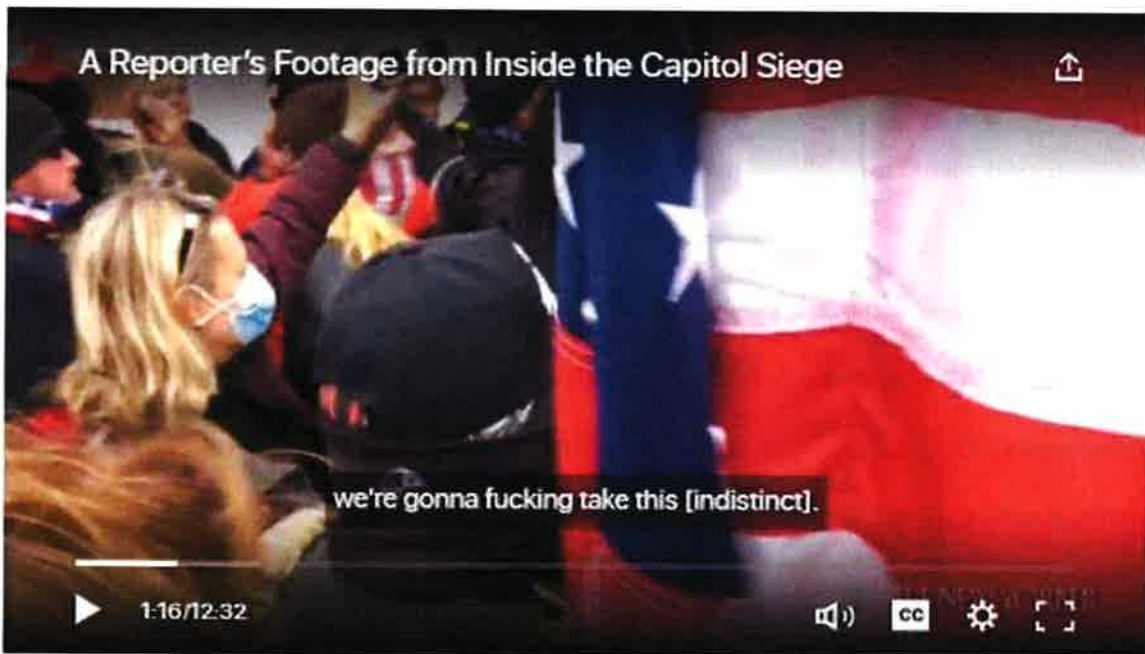 A Reporter's Footage from Inside the Capitol Siege
we're gonna fucking take this [indistinct].
1:16/12:32
CC